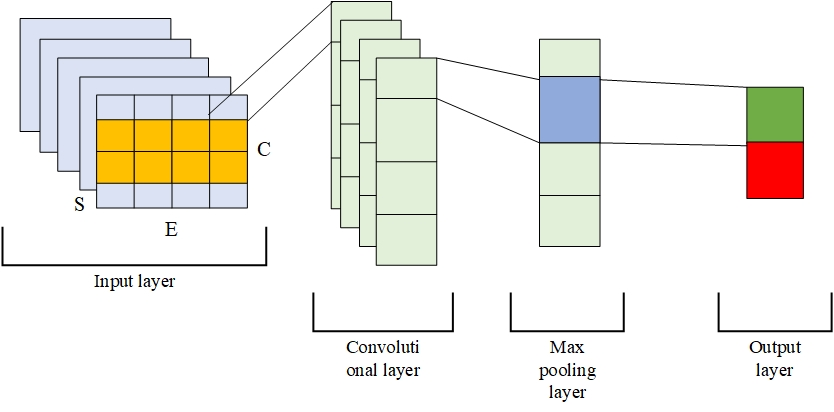 C
S
E
Input layer
Convoluti
onal layer
Max
pooling
layer
Output
layer